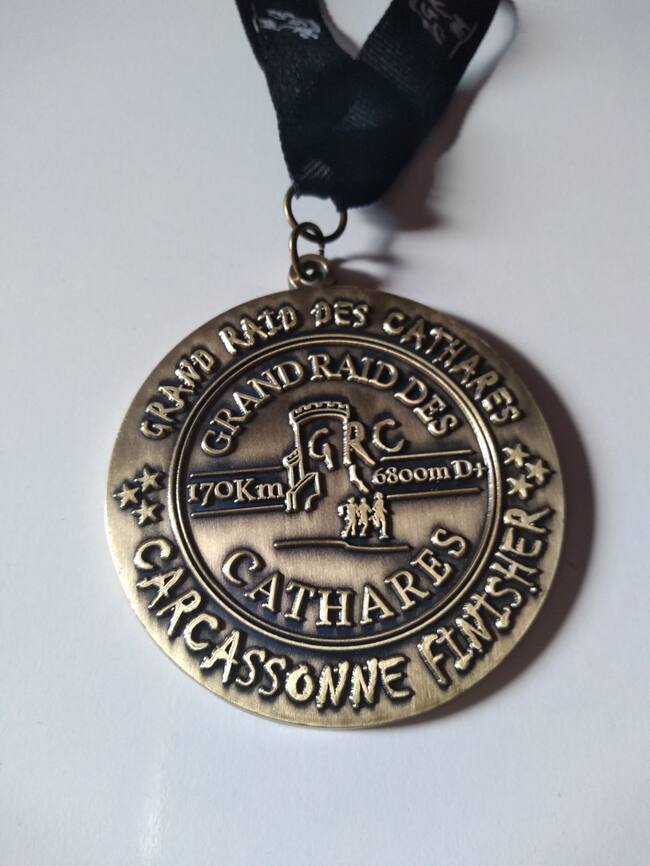 GRAND RAID DES CATHARES
GRAND RAID DES
GRC
170Km
6800m D+
CATHARES
CARCASSONNE FINISHER